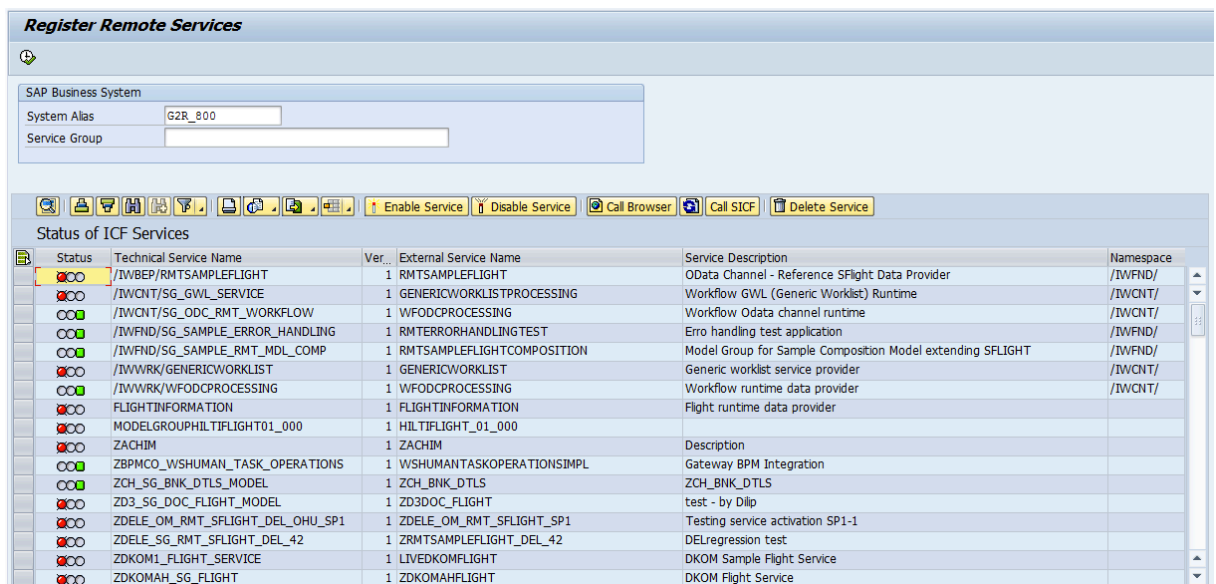 Register Remote Services
SAP Business System
System Alias G2R_800
Service Group
Enable Service Disable Service Call Browser Call SICF Delete Service
Status of ICF Services
Status Technical Service Name Ver... External Service Name Service Description Namespace
/IWBEP/RMTSAMPLEFLIGHT 1 RMTSAMPLEFLIGHT OData Channel - Reference SFlight Data Provider /IWFND/
/IWCNT/SG_GWL_SERVICE 1 GENERICWORKLISTPROCESSING Workflow GWL (Generic Worklist) Runtime /IWCNT/
/IWCNT/SG_ODC_RMT_WORKFLOW 1 WFODCPROCESSING Workflow Odata channel runtime /IWCNT/
/IWFND/SG_SAMPLE_ERROR_HANDLING 1 RMTERRORHANDLINGTEST Erro handling test application /IWFND/
/IWFND/SG_SAMPLE_RMT_MDL_COMP 1 RMTSAMPLEFLIGHTCOMPOSITION Model Group for Sample Composition Model extending SFLIGHT /IWFND/
/IWWRK/GENERICWORKLIST 1 GENERICWORKLIST Generic worklist service provider /IWCNT/
/IWWRK/WFODCPROCESSING 1 WFODCPROCESSING Workflow runtime data provider /IWCNT/
FLIGHTINFORMATION 1 FLIGHTINFORMATION Flight runtime data provider
MODELGROUPHILTIFLIGHT01_000 1 HILTIFLIGHT_01_000
ZACHIM 1 ZACHIM Description
ZBPMCO_WSHUMAN_TASK_OPERATIONS 1 WSHUMANTASKOPERATIONSIMPL Gateway BPM Integration
ZCH_SG_BNK_DTLS_MODEL 1 ZCH_BNK_DTLS ZCH_BNK_DTLS
ZD3_SG_DOC_FLIGHT_MODEL 1 ZD3DOC_FLIGHT test - by Dilip
ZDELE_OM_RMT_SFLIGHT_DEL_OHU_SP1 1 ZDELE_OM_RMT_SFLIGHT_SP1 Testing service activation SP1-1
ZDELE_SG_RMT_SFLIGHT_DEL_42 1 ZRMTSAMPLEFLIGHT_DEL_42 DELregression test
ZDKOM1_FLIGHT_SERVICE 1 LIVEDKOMFLIGHT DKOM Sample Flight Service
ZDKOMAH_SG_FLIGHT 1 ZDKOMAHFLIGHT DKOM Flight Service